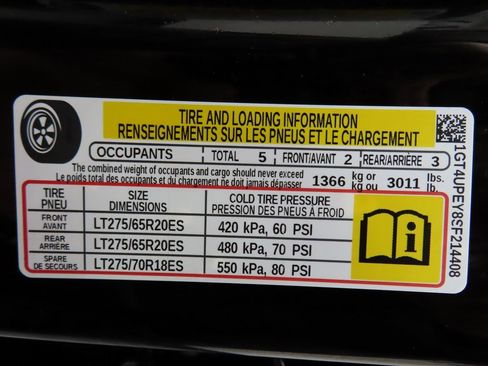 TIRE AND LOADING INFORMATION
RENSEIGNEMENTS SUR LES PNEUS ET LE CHARGEMENT
OCCUPANTS TOTAL 5 FRONT/AVANT 2 REAR/ARRIÈRE 3
The combined weight of occupants and cargo should never exceed
Le poids total des occupants et du chargement ne doit jamais dépasser
1366 kg or kg ou 3011 lbs. lb.
TIRE PNEU SIZE DIMENSIONS COLD TIRE PRESSURE PRESSION DES PNEUS À FROID
FRONT AVANT LT275/65R20ES 420 kPa, 60 PSI
REAR ARRIÈRE LT275/65R20ES 480 kPa, 70 PSI
SPARE DE SECOURS LT275/70R18ES 550 kPa, 80 PSI
1GT4UPEY8SF214408